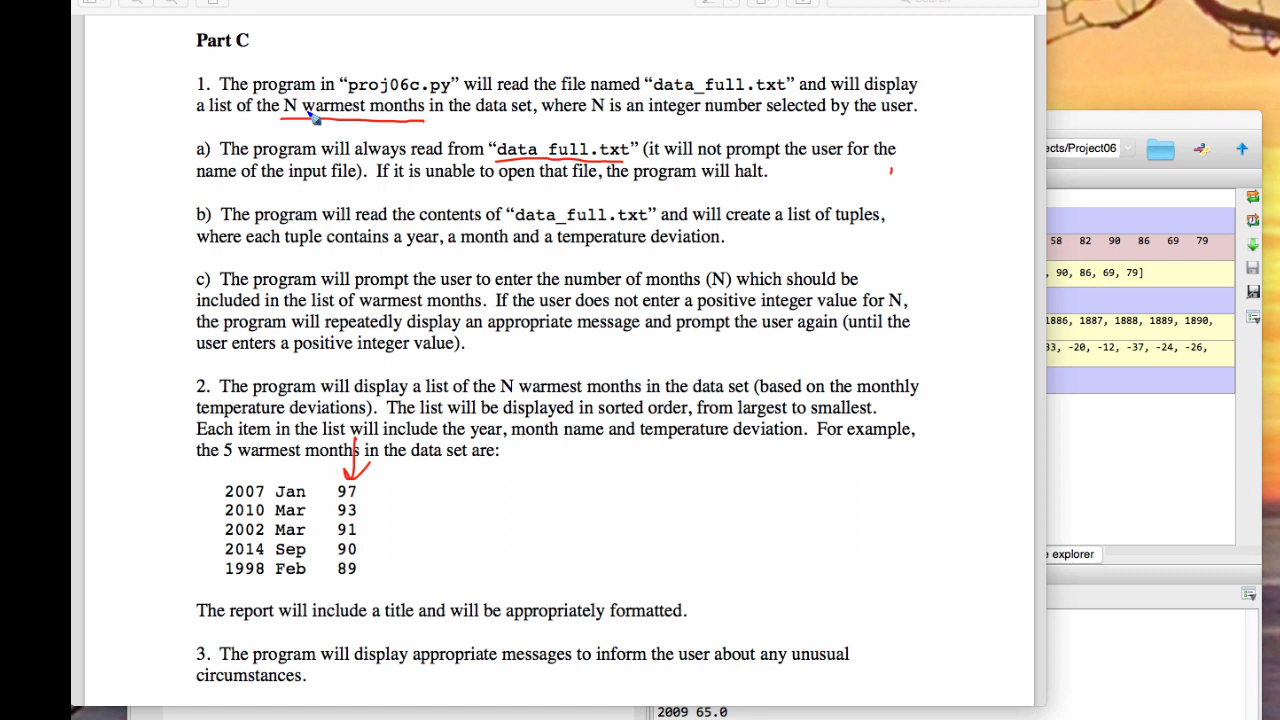 Part C
1. The program in “proj06c.py” will read the file named “data_full.txt” and will display
a list of the N warmest months in the data set, where N is an integer number selected by the user.
a) The program will always read from “data_full.txt” (it will not prompt the user for the
name of the input file). If it is unable to open that file, the program will halt.
b) The program will read the contents of “data_full.txt” and will create a list of tuples,
where each tuple contains a year, a month and a temperature deviation.
c) The program will prompt the user to enter the number of months (N) which should be
included in the list of warmest months. If the user does not enter a positive integer value for N,
the program will repeatedly display an appropriate message and prompt the user again (until the
user enters a positive integer value).
2. The program will display a list of the N warmest months in the data set (based on the monthly
temperature deviations). The list will be displayed in sorted order, from largest to smallest.
Each item in the list will include the year, month name and temperature deviation. For example,
the 5 warmest months in the data set are:
2007 Jan 97
2010 Mar 93
2002 Mar 91
2014 Sep 90
1998 Feb 89
The report will include a title and will be appropriately formatted.
3. The program will display appropriate messages to inform the user about any unusual
circumstances.
ects/Project06
58 82 90 86 69 79
, 90, 86, 69, 79]
1886, 1887, 1888, 1889, 1890,
33, -20, -12, -37, -24, -26,
e explorer
2009 65.0